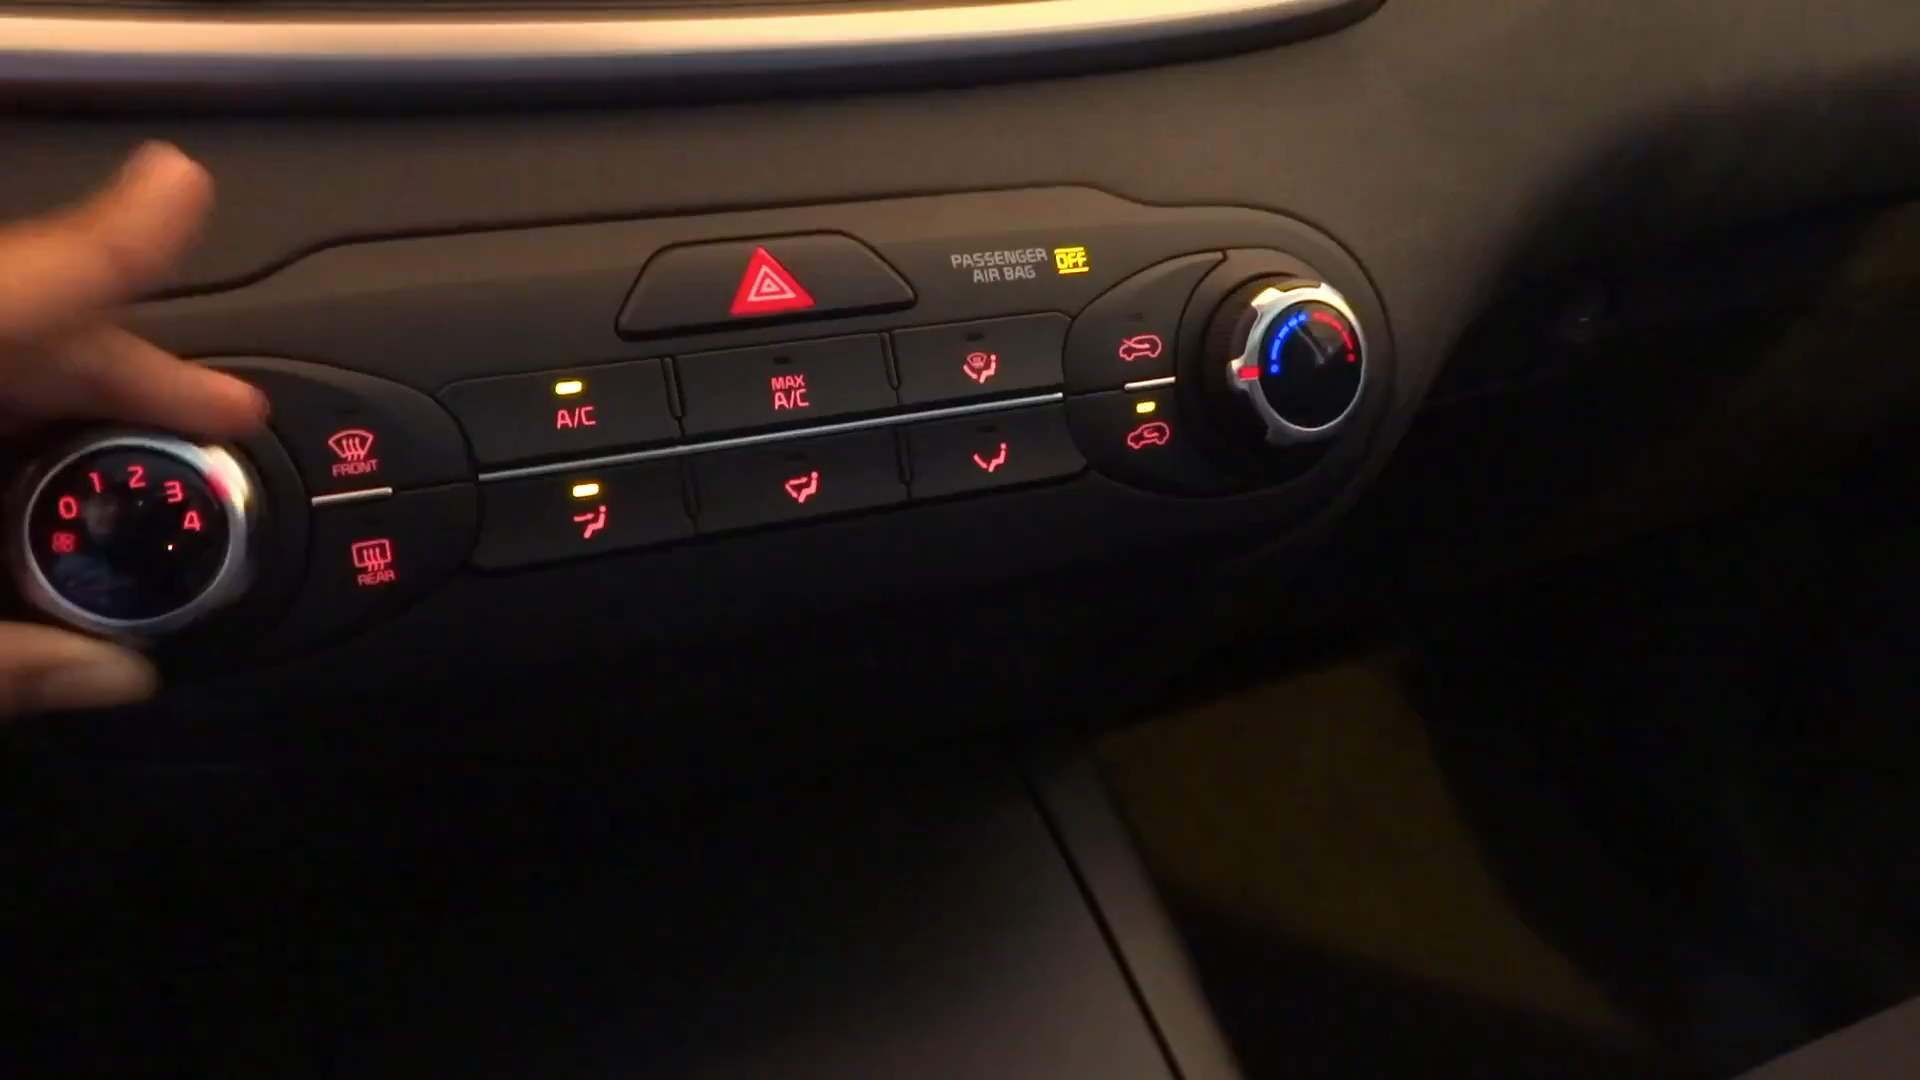 PASSENGER OFF
AIR BAG
A/C
MAX
A/C
FRONT
REAR
0 1 2 3 4